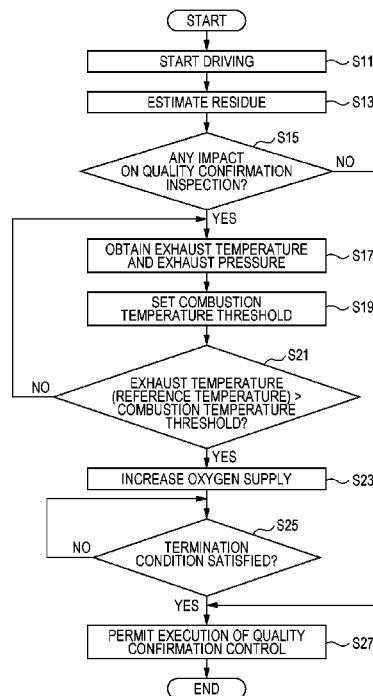 START
START DRIVING
S11
ESTIMATE RESIDUE
S13
S15
ANY IMPACT
ON QUALITY CONFIRMATION
INSPECTION?
NO
YES
OBTAIN EXHAUST TEMPERATURE
AND EXHAUST PRESSURE
S17
SET COMBUSTION
TEMPERATURE THRESHOLD
S19
S21
NO
EXHAUST TEMPERATURE
(REFERENCE TEMPERATURE) >
COMBUSTION TEMPERATURE
THRESHOLD?
YES
INCREASE OXYGEN SUPPLY
S23
S25
NO
TERMINATION
CONDITION SATISFIED?
YES
PERMIT EXECUTION OF QUALITY
CONFIRMATION CONTROL
S27
END